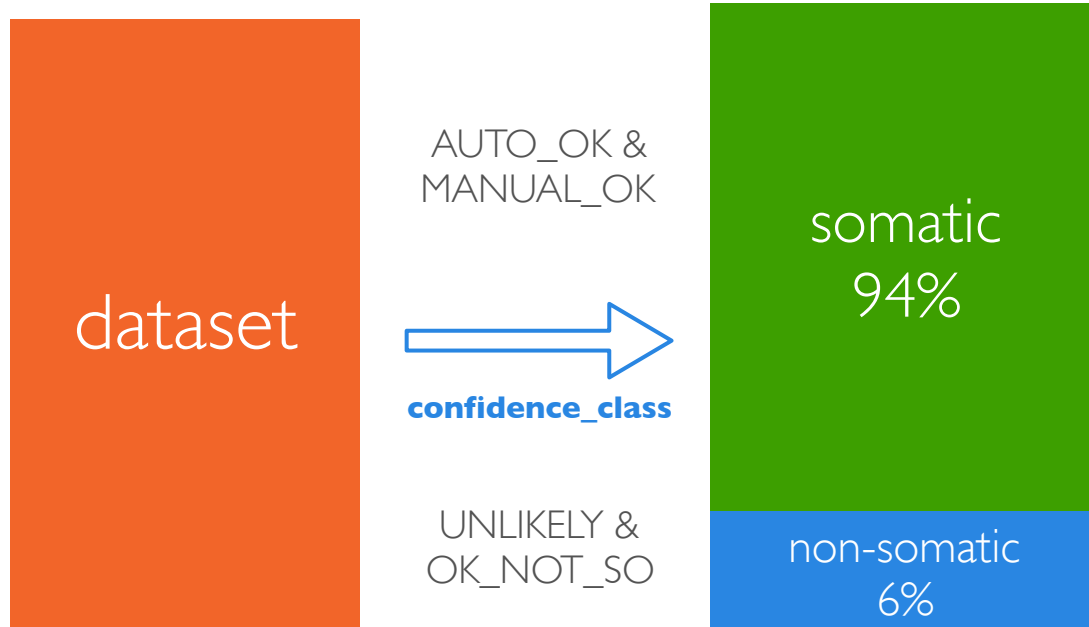 dataset
AUTO_OK &
MANUAL_OK
confidence_class
UNLIKELY &
OK_NOT_SO
somatic
94%
non-somatic
6%